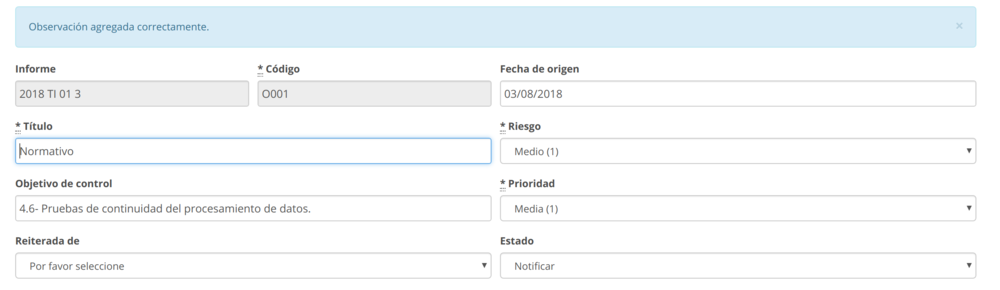 Observación agregada correctamente. ×
Informe * Código Fecha de origen
2018 TI 01 3 O001 03/08/2018
* Título * Riesgo
Normativo Medio (1)
Objetivo de control * Prioridad
4.6- Pruebas de continuidad del procesamiento de datos. Media (1)
Reiterada de Estado
Por favor seleccione Notificar